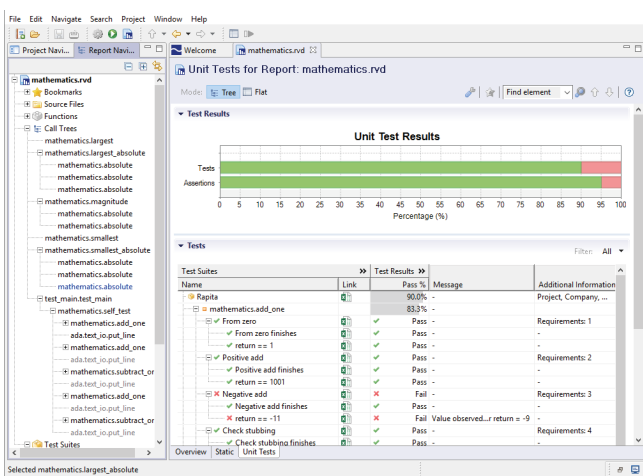 File Edit Navigate Search Project Window Help
Project Navi... Report Navi...
mathematics.rvd
Bookmarks
Source Files
Functions
Call Trees
mathematics.largest
mathematics.largest_absolute
mathematics.absolute
mathematics.absolute
mathematics.magnitude
mathematics.absolute
mathematics.absolute
mathematics.smallest
mathematics.smallest_absolute
mathematics.absolute
mathematics.absolute
mathematics.absolute
test_main.test_main
mathematics.self_test
mathematics.add_one
ada.text_io.put_line
mathematics.add_one
ada.text_io.put_line
mathematics.subtract_or
ada.text_io.put_line
mathematics.add_one
ada.text_io.put_line
mathematics.subtract_or
ada.text_io.put_line
Test Suites
Welcome mathematics.rvd
Unit Tests for Report: mathematics.rvd
Mode: Tree Flat Find element
Test Results
Unit Test Results
Tests
Assertions
0 5 10 15 20 25 30 35 40 45 50 55 60 65 70 75 80 85 90 95 100
Percentage (%)
Tests
Filter: All
Test Suites Test Results
Name Link Pass % Message Additional Information
Rapita 90.0% - Project, Company, ...
mathematics.add_one 83.3% -
From zero Pass - Requirements: 1
From zero finishes Pass - -
return == 1 Pass - -
Positive add Pass - Requirements: 2
Positive add finishes Pass - -
return == 1001 Pass - -
Negative add Fail - Requirements: 3
Negative add finishes Pass - -
return == -11 Fail Value observed...r return = -9 -
Check stubbing Pass - Requirements: 4
Check stubbing finishes Pass - -
Overview Static Unit Tests
Selected mathematics.largest_absolute